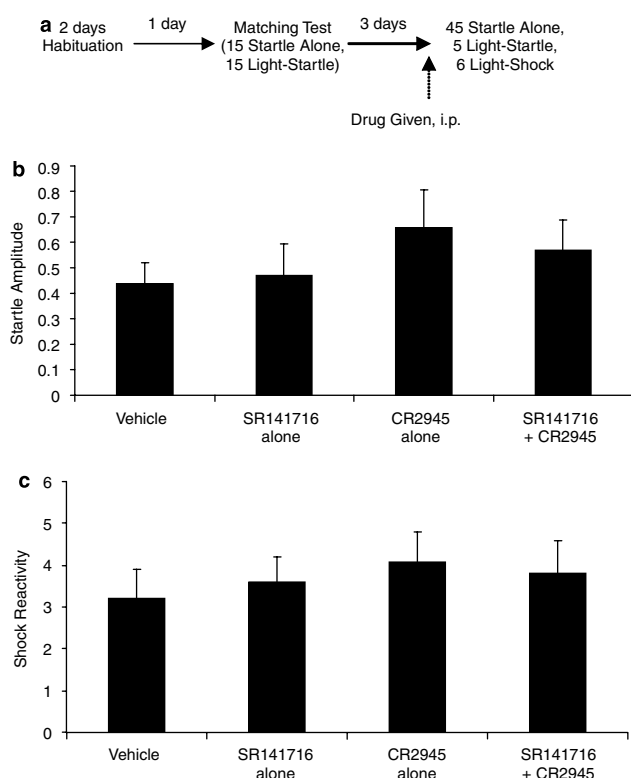 a
2 days
Habituation
1 day
Matching Test
(15 Startle Alone,
15 Light-Startle)
3 days
45 Startle Alone,
5 Light-Startle,
6 Light-Shock
Drug Given, i.p.
b
Startle Amplitude
0.9
0.8
0.7
0.6
0.5
0.4
0.3
0.2
0.1
0
Vehicle
SR141716
alone
CR2945
alone
SR141716
+ CR2945
c
Shock Reactivity
6
5
4
3
2
1
0
Vehicle
SR141716
alone
CR2945
alone
SR141716
+ CR2945